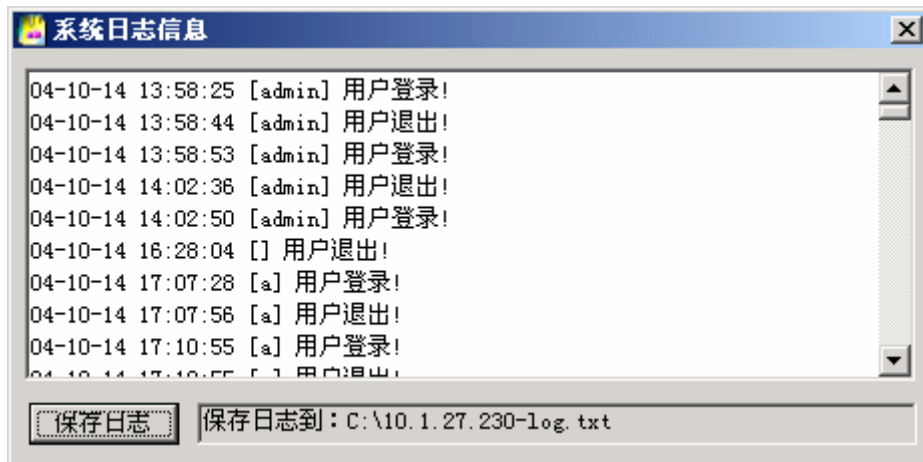 系统日志信息
04-10-14 13:58:25 [admin] 用户登录!
04-10-14 13:58:44 [admin] 用户退出!
04-10-14 13:58:53 [admin] 用户登录!
04-10-14 14:02:36 [admin] 用户退出!
04-10-14 14:02:50 [admin] 用户登录!
04-10-14 16:28:04 [] 用户退出!
04-10-14 17:07:28 [a] 用户登录!
04-10-14 17:07:56 [a] 用户退出!
04-10-14 17:10:55 [a] 用户登录!
保存日志 保存日志到：C:\10.1.27.230-log.txt